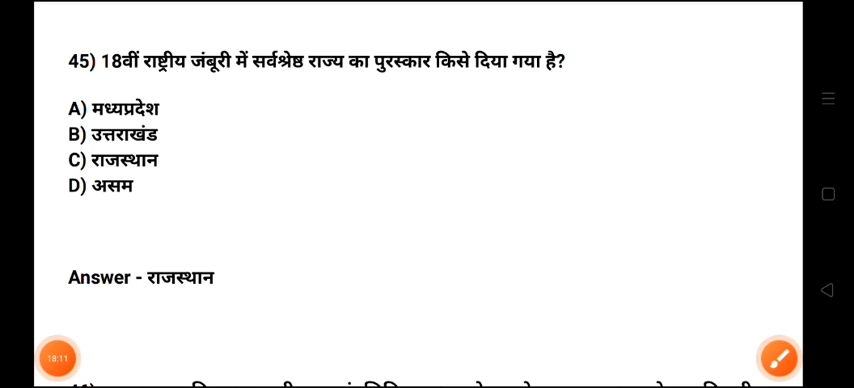 45) 18वीं राष्ट्रीय जंबूरी में सर्वश्रेष्ठ राज्य का पुरस्कार किसे दिया गया है?
A) मध्यप्रदेश
B) उत्तराखंड
C) राजस्थान
D) असम
Answer - राजस्थान
18:11